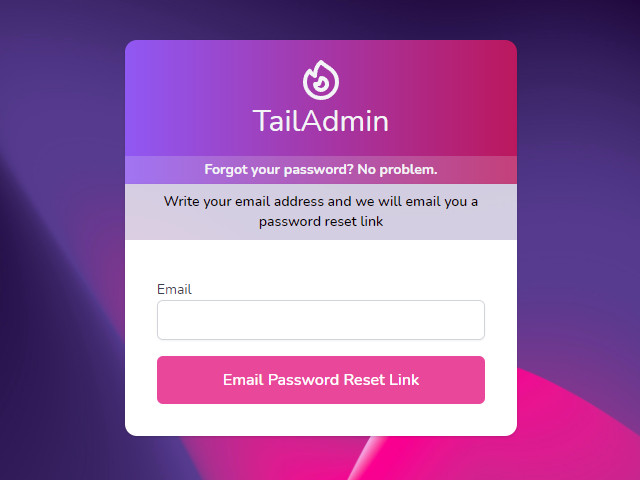 TailAdmin
Forgot your password? No problem.
Write your email address and we will email you a
password reset link
Email
Email Password Reset Link